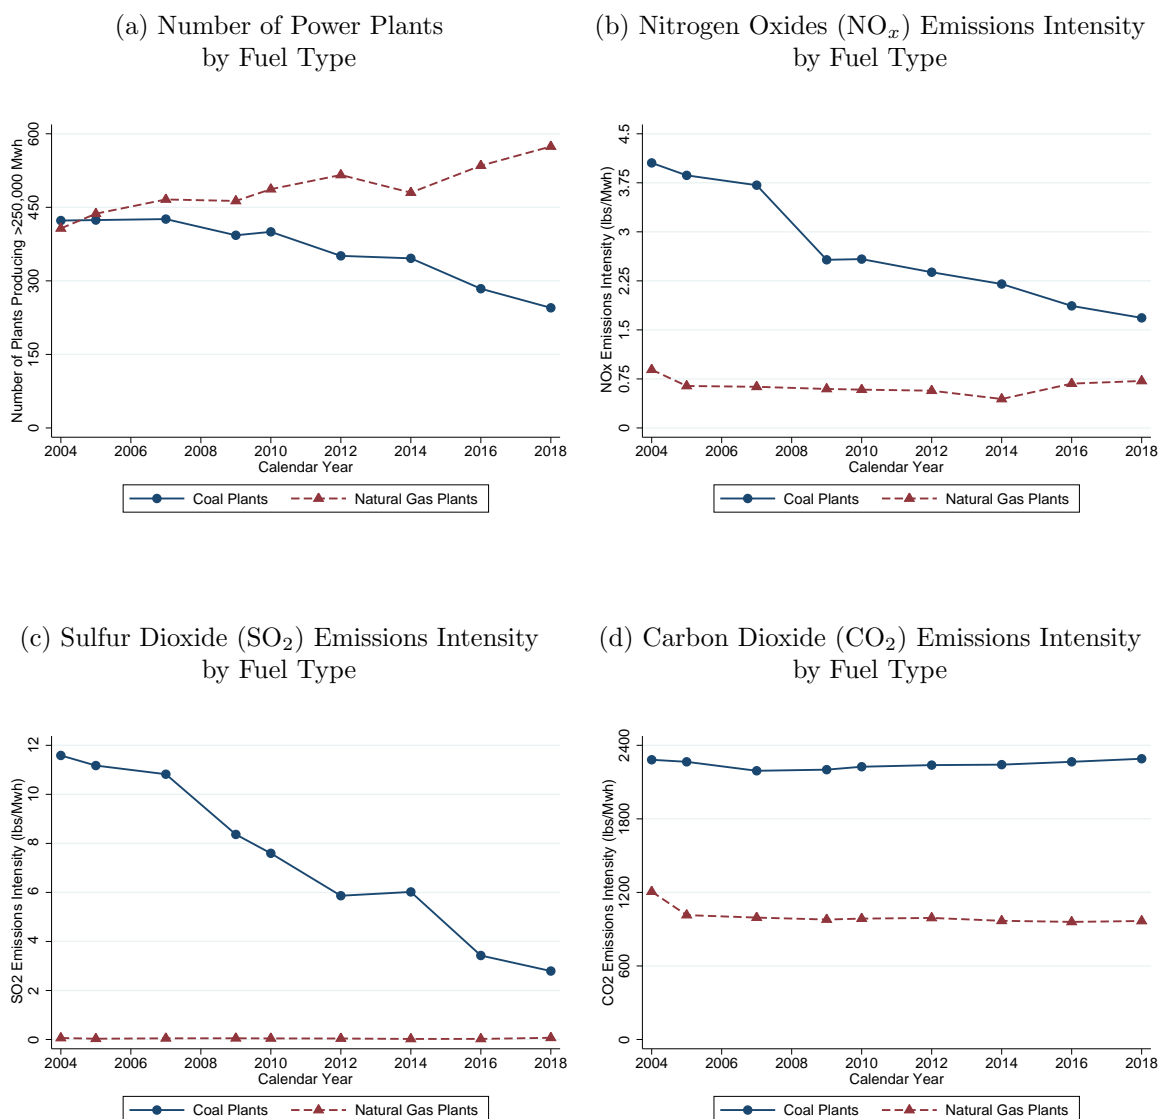 (a) Number of Power Plants
by Fuel Type
Number of Plants Producing >250,000 Mwh
600
450
300
150
0
2004 2006 2008 2010 2012 2014 2016 2018
Calendar Year
Coal Plants Natural Gas Plants
(b) Nitrogen Oxides (NOₓ) Emissions Intensity
by Fuel Type
NOx Emissions Intensity (lbs/Mwh)
4.5
3.75
3
2.25
1.5
0.75
0
2004 2006 2008 2010 2012 2014 2016 2018
Calendar Year
Coal Plants Natural Gas Plants
(c) Sulfur Dioxide (SO₂) Emissions Intensity
by Fuel Type
SO2 Emissions Intensity (lbs/Mwh)
12
10
8
6
4
2
0
2004 2006 2008 2010 2012 2014 2016 2018
Calendar Year
Coal Plants Natural Gas Plants
(d) Carbon Dioxide (CO₂) Emissions Intensity
by Fuel Type
CO2 Emissions Intensity (lbs/Mwh)
2400
1800
1200
600
0
2004 2006 2008 2010 2012 2014 2016 2018
Calendar Year
Coal Plants Natural Gas Plants